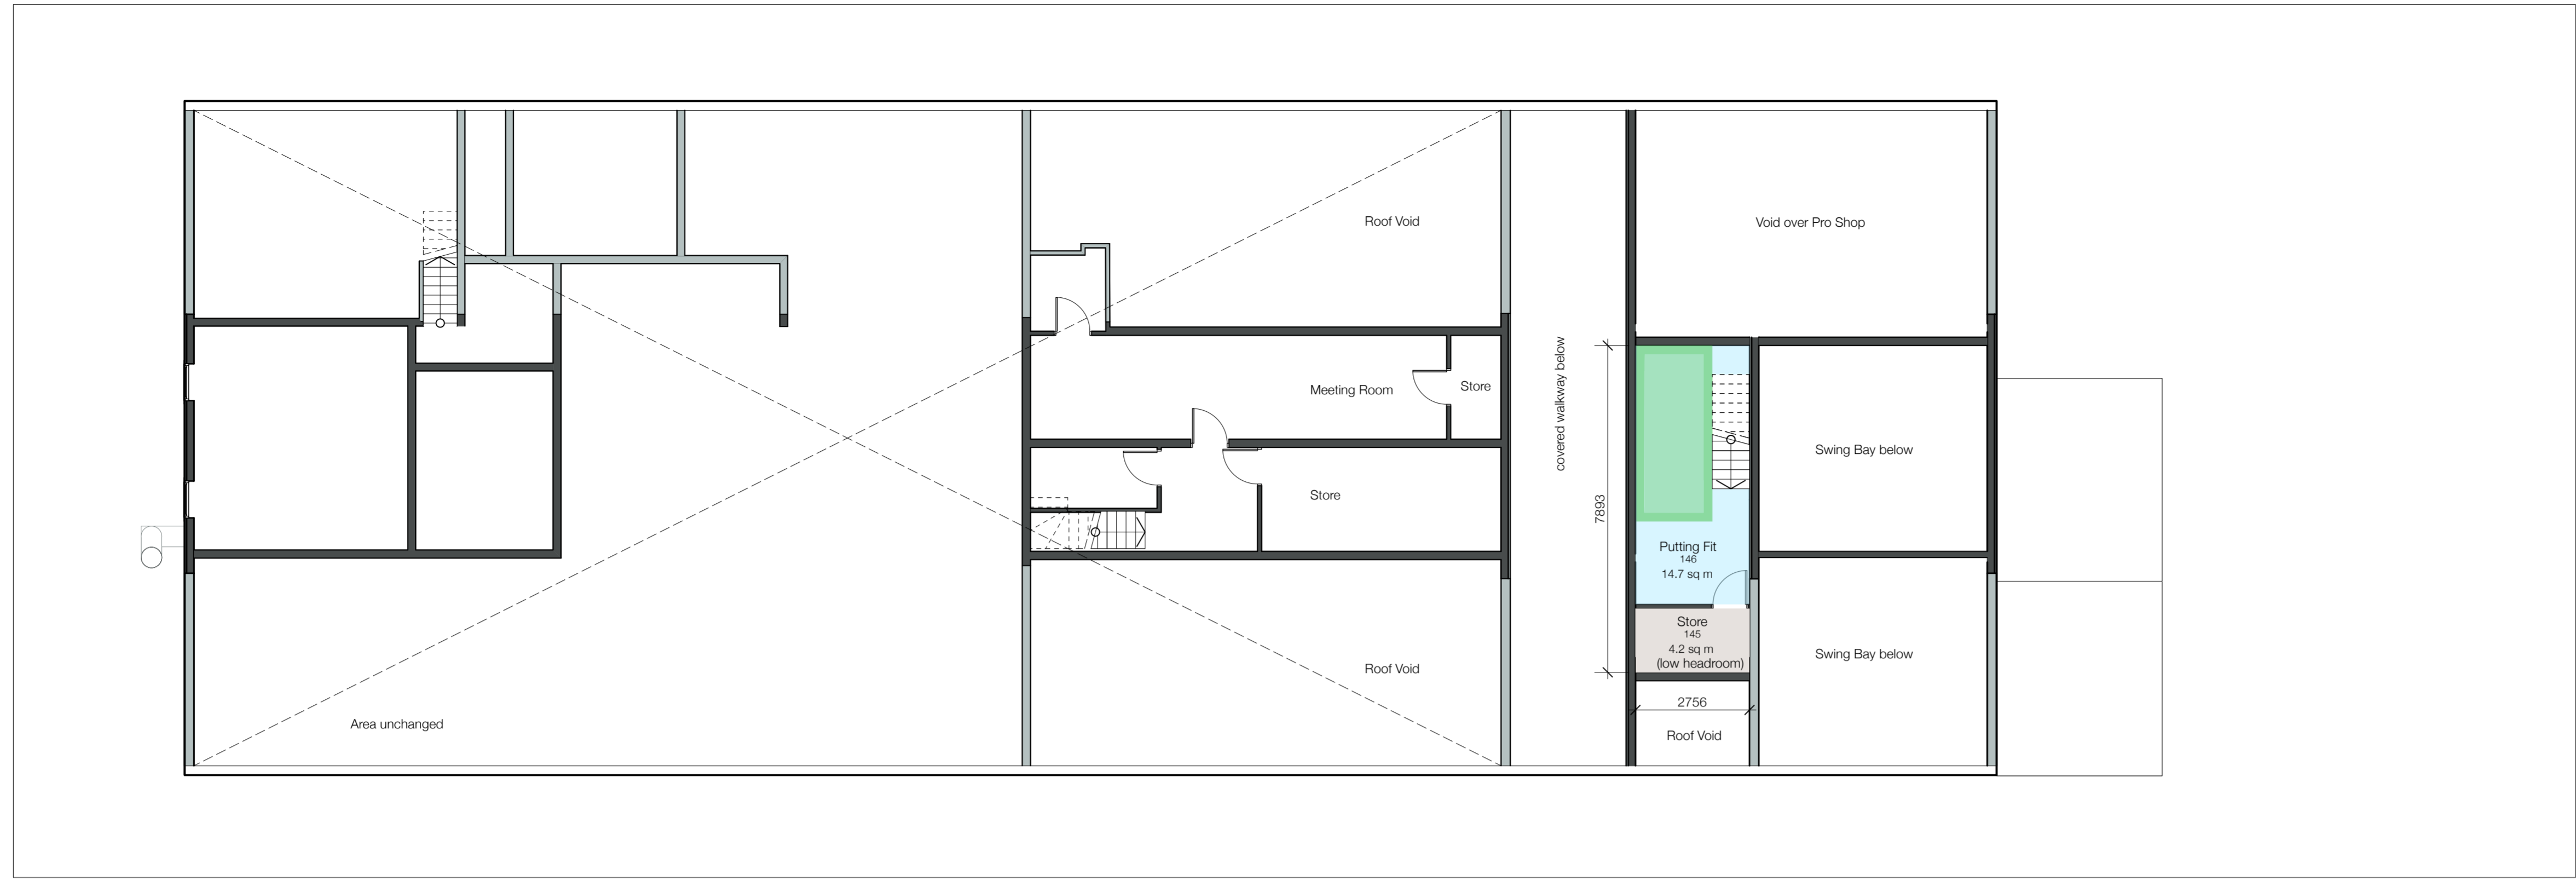 Roof Void
Void over Pro Shop
covered walkway below
Meeting Room
Store
Swing Bay below
Store
7893
Putting Fit
146
14.7 sq m
Store
145
4.2 sq m
(low headroom)
Swing Bay below
Roof Void
2756
Area unchanged
Roof Void